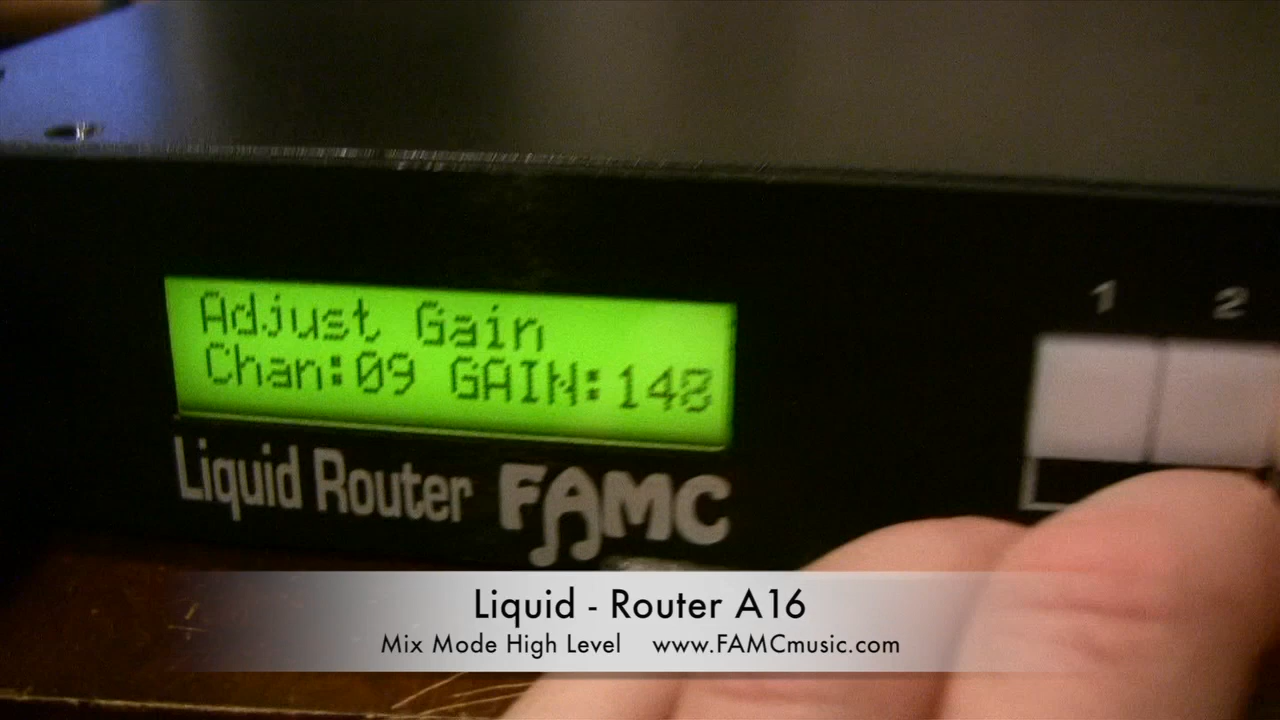 Adjust Gain
Chan:09 GAIN:148
1 2
Liquid Router FAMC
Liquid - Router A16
Mix Mode High Level www.FAMCmusic.com